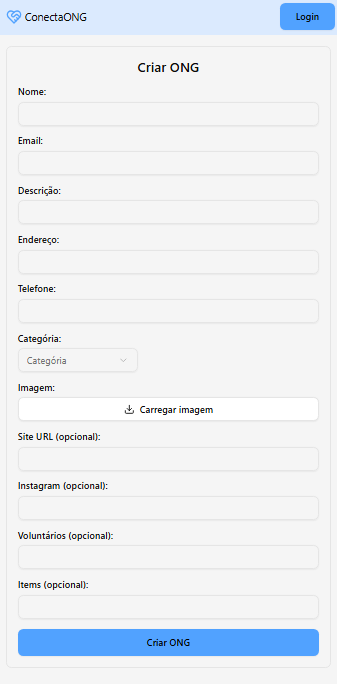 ConectaONG
Login
Criar ONG
Nome:
Email:
Descrição:
Endereço:
Telefone:
Categória:
Categória
Imagem:
Carregar imagem
Site URL (opcional):
Instagram (opcional):
Voluntários (opcional):
Items (opcional):
Criar ONG